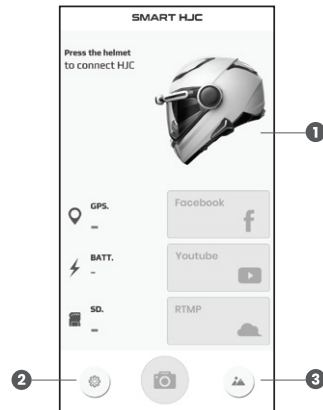 SMART HJC
Press the helmet
to connect HJC
1
GPS.
-
Facebook
BATT.
-
Youtube
SD.
-
RTMP
2
3